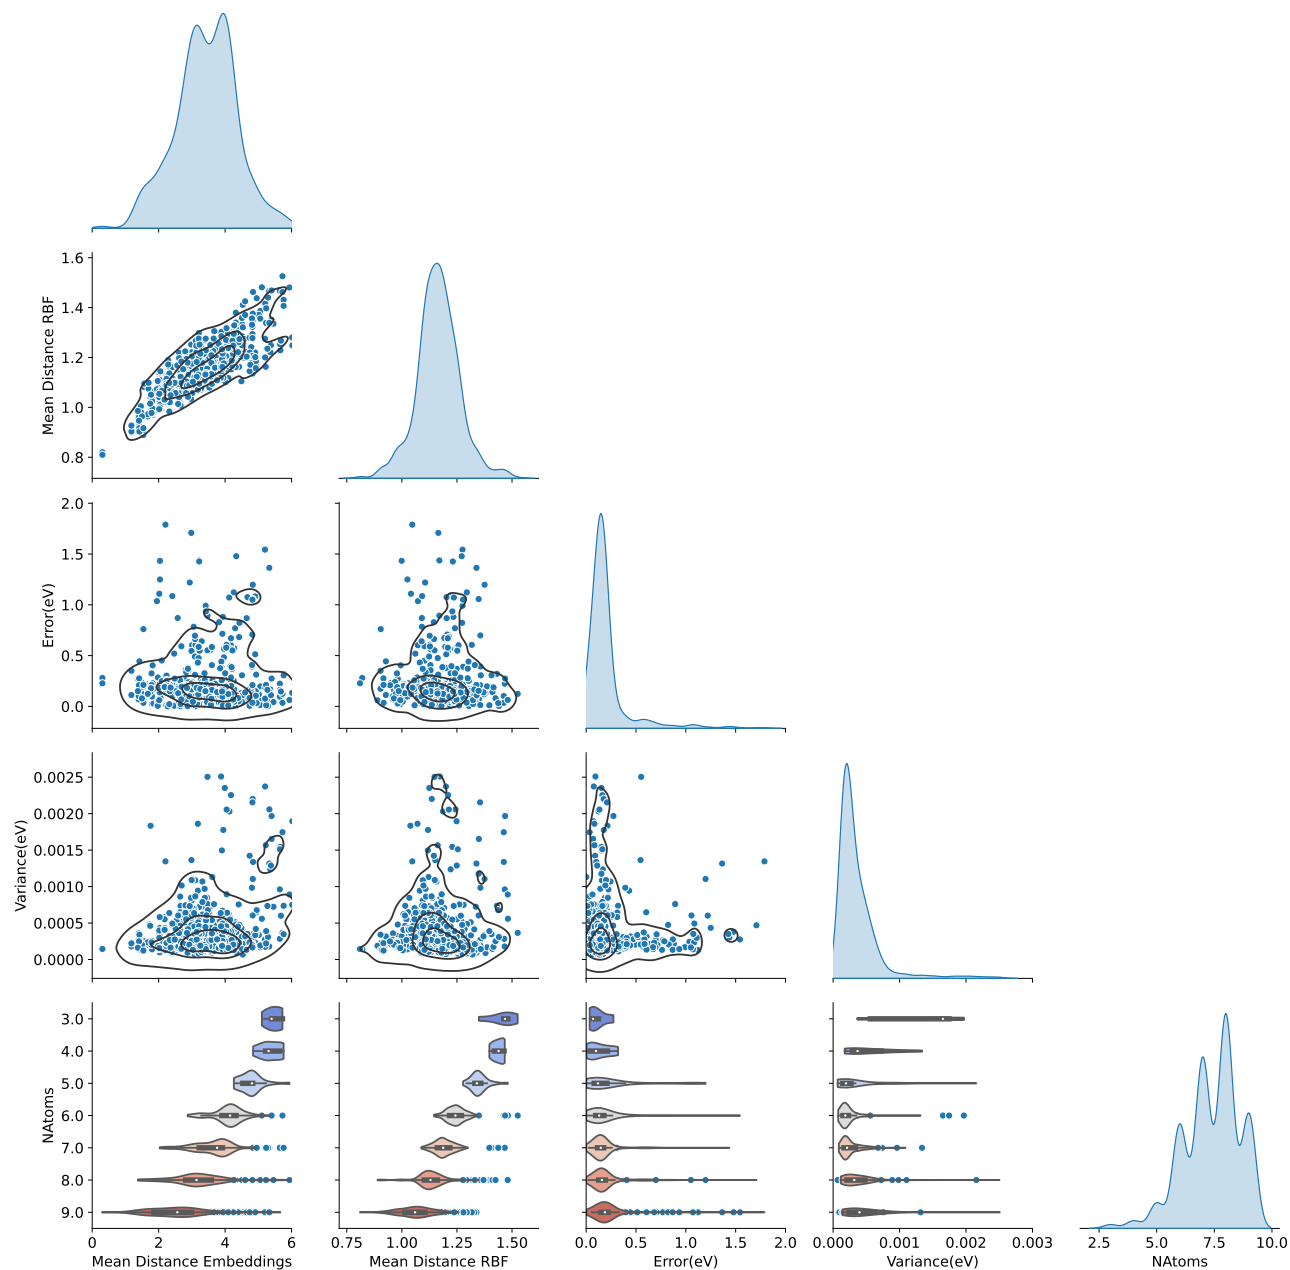 1.6
1.4
1.2
1.0
0.8
Mean Distance RBF
2.0
1.5
1.0
0.5
0.0
Error(eV)
0.0025
0.0020
0.0015
0.0010
0.0005
0.0000
Variance(eV)
3.0
4.0
5.0
6.0
7.0
8.0
9.0
NAtoms
0 2 4 6
Mean Distance Embeddings
0.75 1.00 1.25 1.50
Mean Distance RBF
0.0 0.5 1.0 1.5 2.0
Error(eV)
0.000 0.001 0.002 0.003
Variance(eV)
2.5 5.0 7.5 10.0
NAtoms